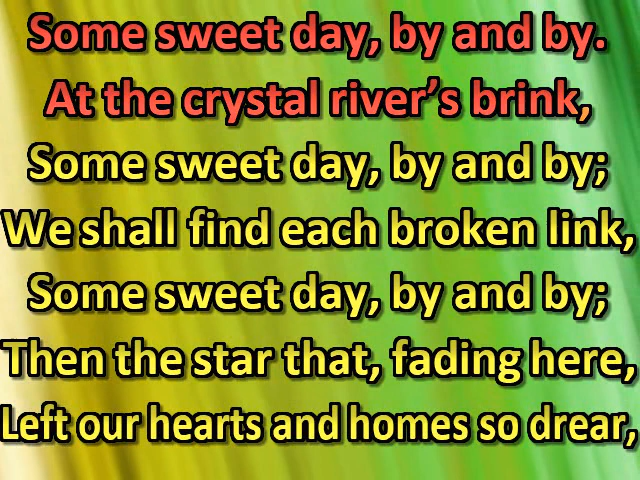 Some sweet day, by and by.
At the crystal river’s brink,
Some sweet day, by and by;
We shall find each broken link,
Some sweet day, by and by;
Then the star that, fading here,
Left our hearts and homes so drear,